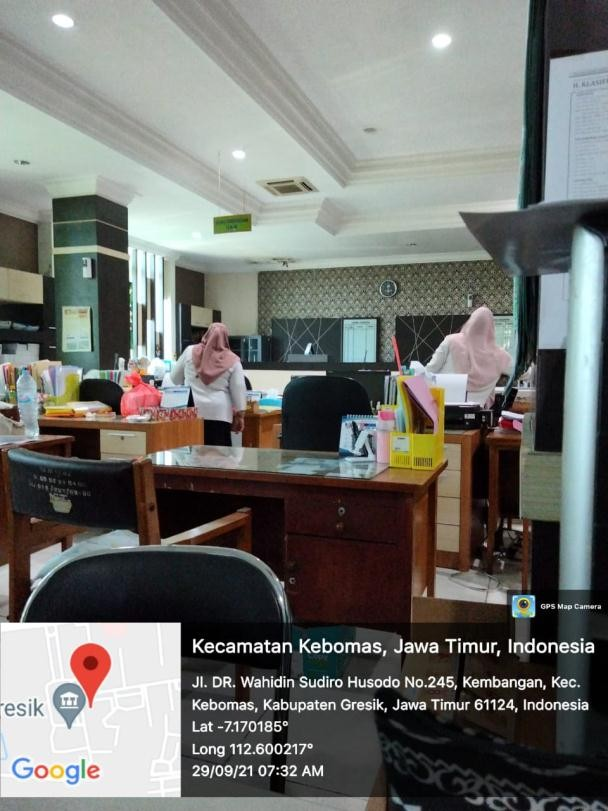 H. KLASIFI
GPS Map Camera
Kecamatan Kebomas, Jawa Timur, Indonesia
Jl. DR. Wahidin Sudiro Husodo No.245, Kembangan, Kec.
Kebomas, Kabupaten Gresik, Jawa Timur 61124, Indonesia
Lat -7.170185°
Long 112.600217°
29/09/21 07:32 AM
resik
Google